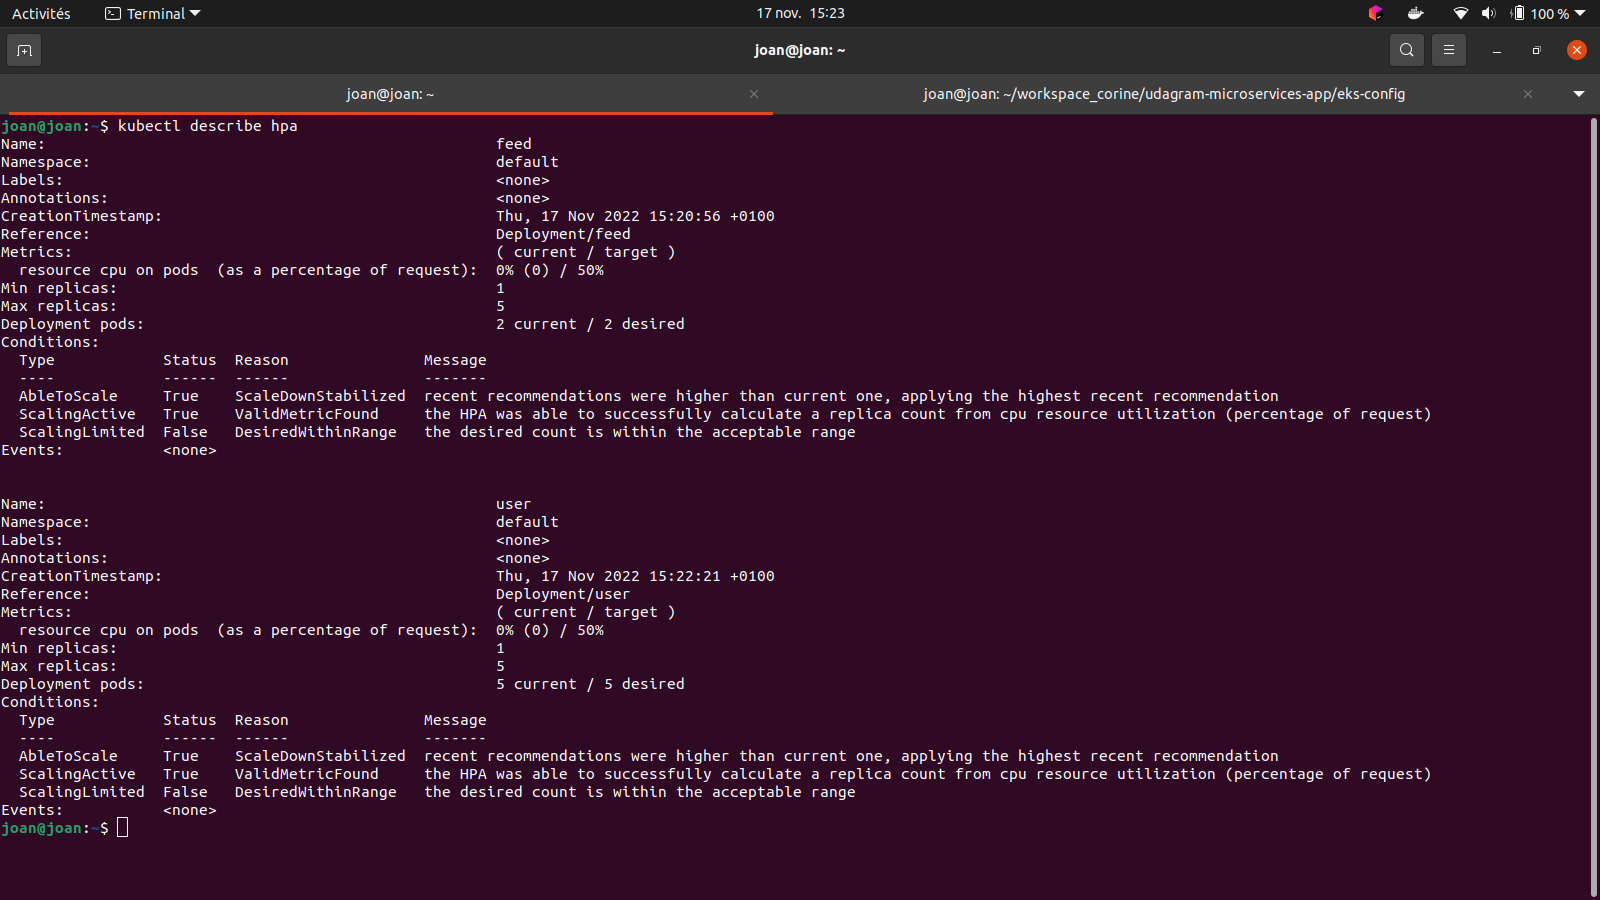 Activités Terminal 17 nov. 15:23 100 %
joan@joan: ~
joan@joan: ~ joan@joan: ~/workspace_corine/udagram-microservices-app/eks-config
joan@joan:~$ kubectl describe hpa
Name: feed
Namespace: default
Labels: <none>
Annotations: <none>
CreationTimestamp: Thu, 17 Nov 2022 15:20:56 +0100
Reference: Deployment/feed
Metrics: ( current / target )
resource cpu on pods (as a percentage of request): 0% (0) / 50%
Min replicas: 1
Max replicas: 5
Deployment pods: 2 current / 2 desired
Conditions:
Type Status Reason Message
---- ------ ------ -------
AbleToScale True ScaleDownStabilized recent recommendations were higher than current one, applying the highest recent recommendation
ScalingActive True ValidMetricFound the HPA was able to successfully calculate a replica count from cpu resource utilization (percentage of request)
ScalingLimited False DesiredWithinRange the desired count is within the acceptable range
Events: <none>
Name: user
Namespace: default
Labels: <none>
Annotations: <none>
CreationTimestamp: Thu, 17 Nov 2022 15:22:21 +0100
Reference: Deployment/user
Metrics: ( current / target )
resource cpu on pods (as a percentage of request): 0% (0) / 50%
Min replicas: 1
Max replicas: 5
Deployment pods: 5 current / 5 desired
Conditions:
Type Status Reason Message
---- ------ ------ -------
AbleToScale True ScaleDownStabilized recent recommendations were higher than current one, applying the highest recent recommendation
ScalingActive True ValidMetricFound the HPA was able to successfully calculate a replica count from cpu resource utilization (percentage of request)
ScalingLimited False DesiredWithinRange the desired count is within the acceptable range
Events: <none>
joan@joan:~$